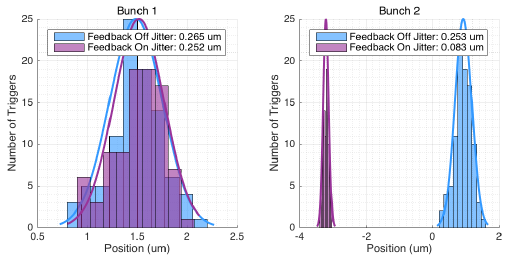 Bunch 1
Feedback Off Jitter: 0.265 um
Feedback On Jitter: 0.252 um
Number of Triggers
25
20
15
10
5
0
0.5 1 1.5 2 2.5
Position (um)
Bunch 2
Feedback Off Jitter: 0.253 um
Feedback On Jitter: 0.083 um
Number of Triggers
25
20
15
10
5
0
-4 -2 0 2
Position (um)